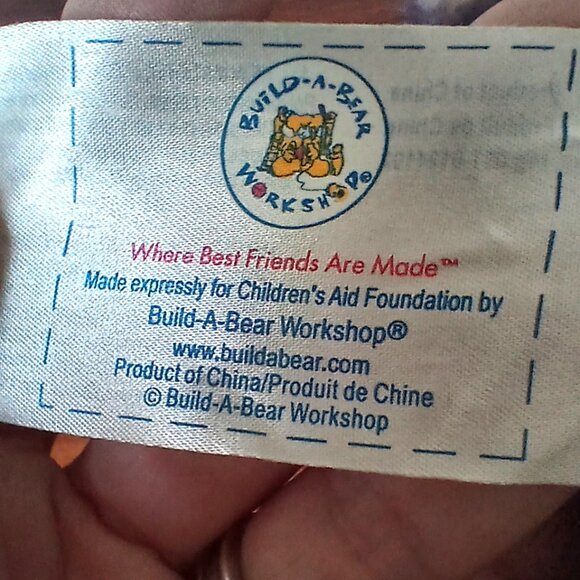 BUILD-A-BEAR
WORKSHOP®
Where Best Friends Are Made™
Made expressly for Children's Aid Foundation by
Build-A-Bear Workshop®
www.buildabear.com
Product of China/Produit de Chine
© Build-A-Bear Workshop